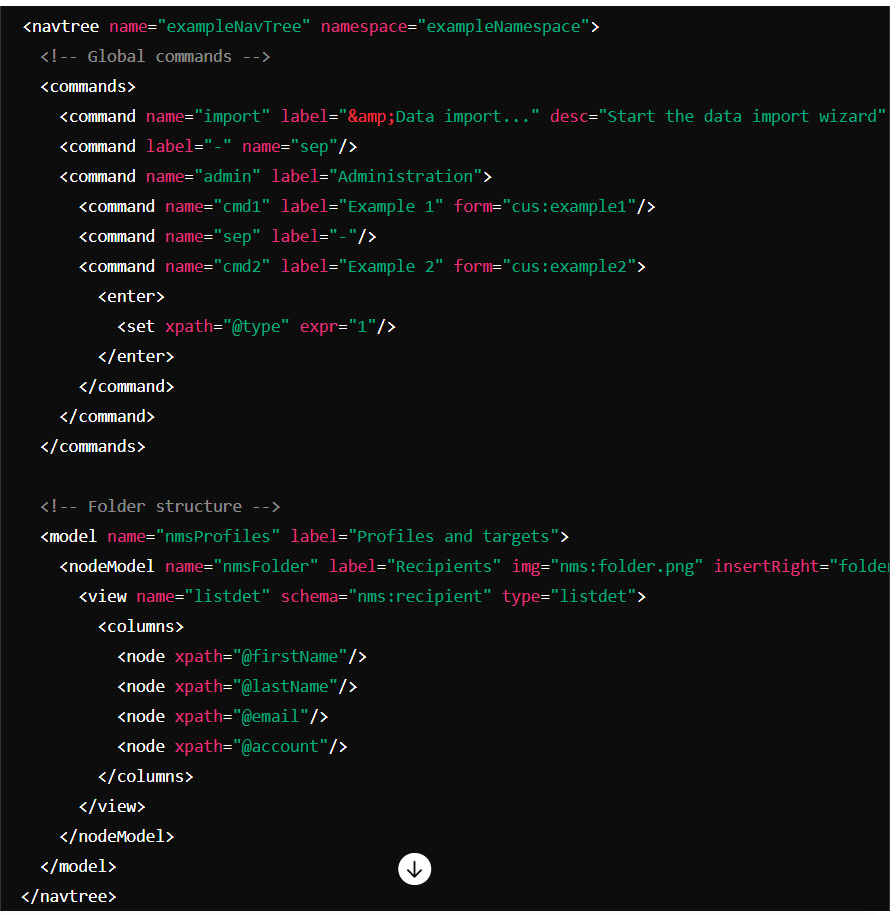 <navtree name="exampleNavTree" namespace="exampleNamespace">
<!-- Global commands -->
<commands>
<command name="import" label="&amp;Data import..." desc="Start the data import wizard"
<command label="-" name="sep"/>
<command name="admin" label="Administration">
<command name="cmd1" label="Example 1" form="cus:example1"/>
<command name="sep" label="-"/>
<command name="cmd2" label="Example 2" form="cus:example2">
<enter>
<set xpath="@type" expr="1"/>
</enter>
</command>
</command>
</commands>
<!-- Folder structure -->
<model name="nmsProfiles" label="Profiles and targets">
<nodeModel name="nmsFolder" label="Recipients" img="nms:folder.png" insertRight="folder
<view name="listdet" schema="nms:recipient" type="listdet">
<columns>
<node xpath="@firstName"/>
<node xpath="@lastName"/>
<node xpath="@email"/>
<node xpath="@account"/>
</columns>
</view>
</nodeModel>
</model>
</navtree>